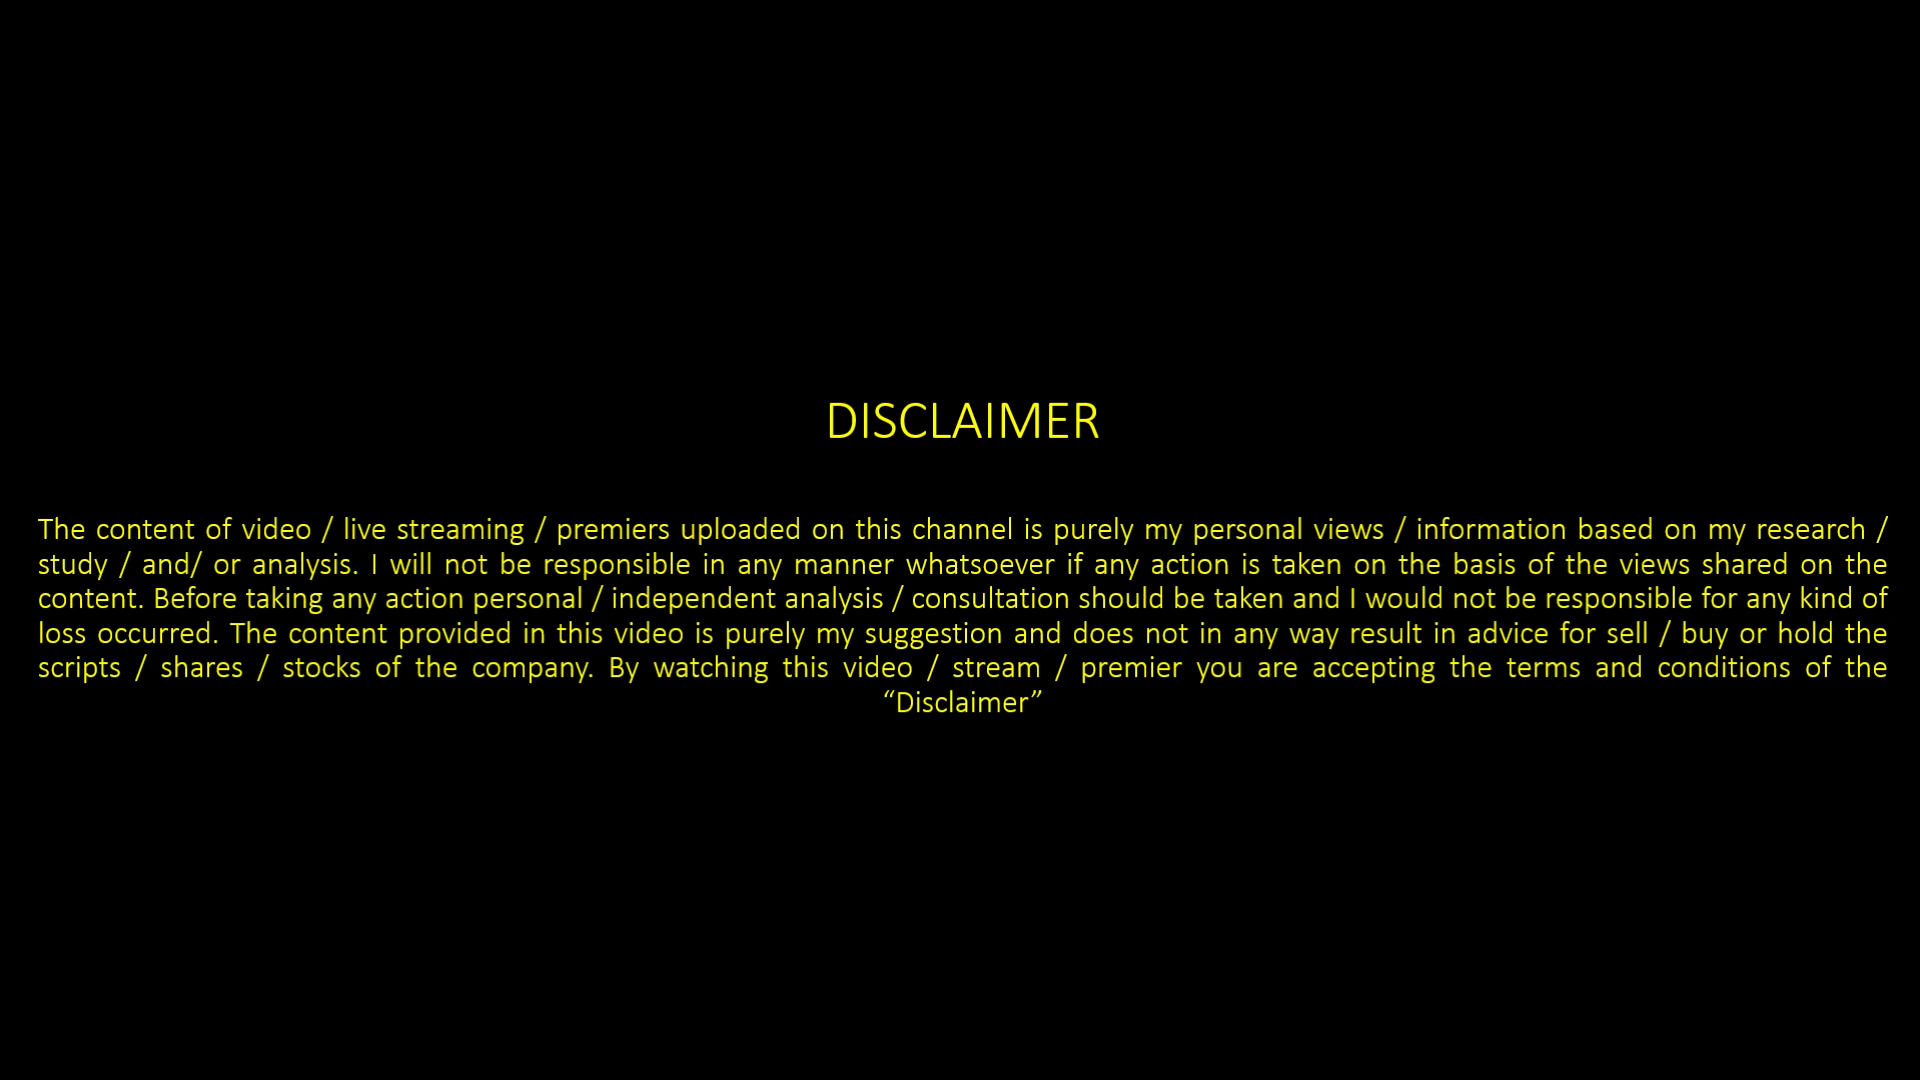 DISCLAIMER
The content of video / live streaming / premiers uploaded on this channel is purely my personal views / information based on my research /
study / and/ or analysis. I will not be responsible in any manner whatsoever if any action is taken on the basis of the views shared on the
content. Before taking any action personal / independent analysis / consultation should be taken and I would not be responsible for any kind of
loss occurred. The content provided in this video is purely my suggestion and does not in any way result in advice for sell / buy or hold the
scripts / shares / stocks of the company. By watching this video / stream / premier you are accepting the terms and conditions of the
“Disclaimer”